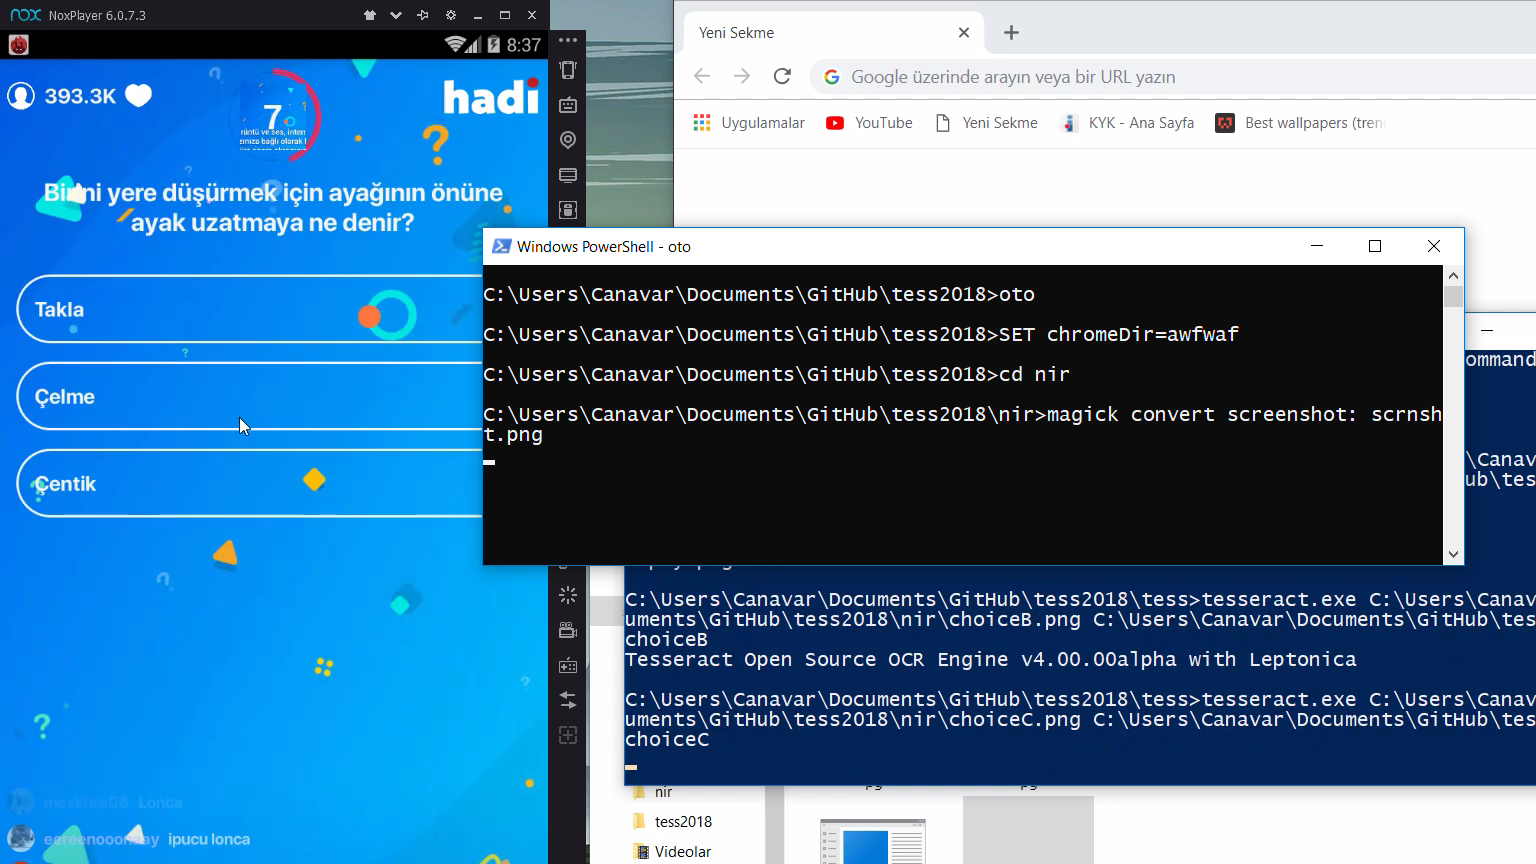 nox NoxPlayer 6.0.7.3
8:37
393.3K
7
rüntü ve ses, inten
hadi
Birini yere düşürmek için ayağının önüne
ayak uzatmaya ne denir?
Takla
Çelme
Çentik
meskure08 Lonca
ipucu lonca
Yeni Sekme
Google üzerinde arayın veya bir URL yazın
Uygulamalar
YouTube
Yeni Sekme
KYK - Ana Sayfa
Best wallpapers (tren
Windows PowerShell - oto
C:\Users\Canavar\Documents\GitHub\tess2018>oto
C:\Users\Canavar\Documents\GitHub\tess2018>SET chromeDir=awfwaf
C:\Users\Canavar\Documents\GitHub\tess2018>cd nir
C:\Users\Canavar\Documents\GitHub\tess2018\nir>magick convert screenshot: scrnsh
t.png
ommand
\Canav
ub\tes
C:\Users\Canavar\Documents\GitHub\tess2018\tess>tesseract.exe C:\Users\Canav
uments\GitHub\tess2018\nir\choiceB.png C:\Users\Canavar\Documents\GitHub\tes
choiceB
Tesseract Open Source OCR Engine v4.00.00alpha with Leptonica
C:\Users\Canavar\Documents\GitHub\tess2018\tess>tesseract.exe C:\Users\Canav
uments\GitHub\tess2018\nir\choiceC.png C:\Users\Canavar\Documents\GitHub\tes
choiceC
nir
tess2018
Videolar